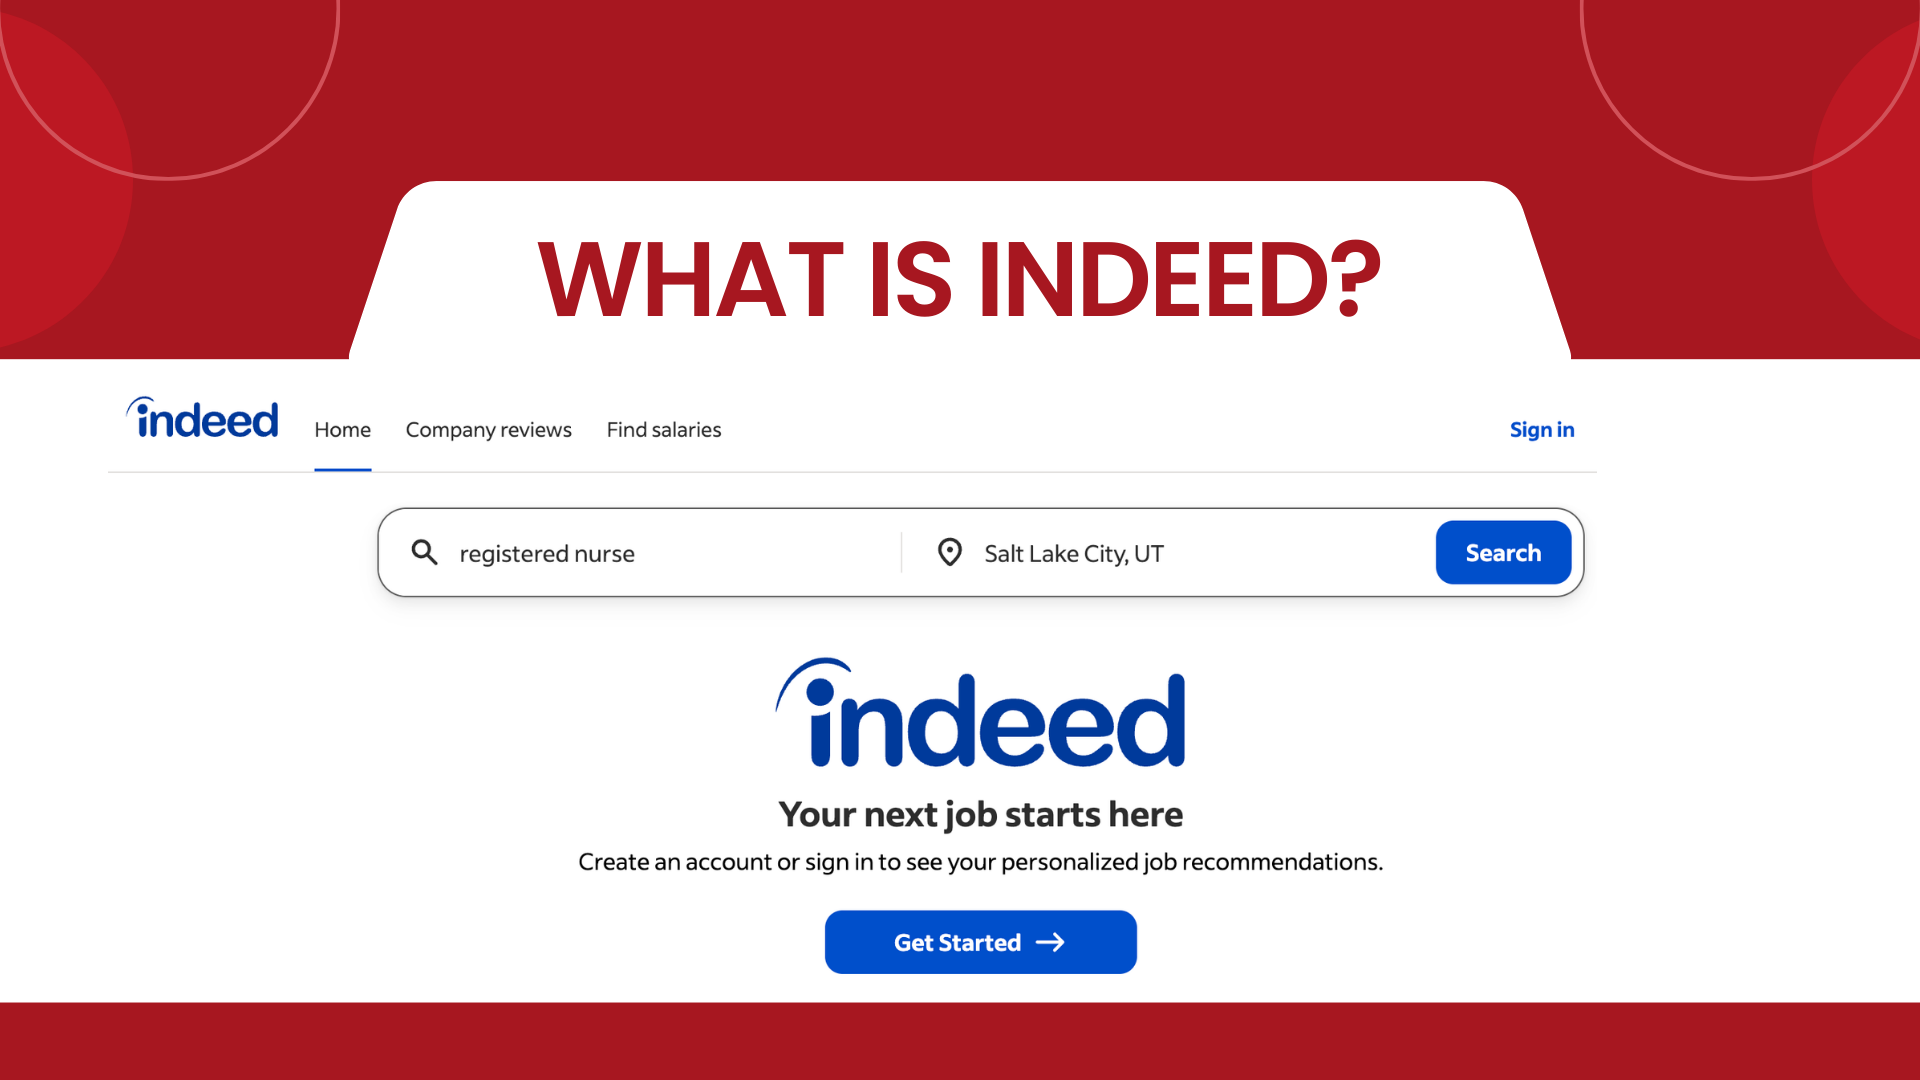 WHAT IS INDEED?
indeed Home Company reviews Find salaries Sign in
registered nurse Salt Lake City, UT Search
indeed
Your next job starts here
Create an account or sign in to see your personalized job recommendations.
Get Started